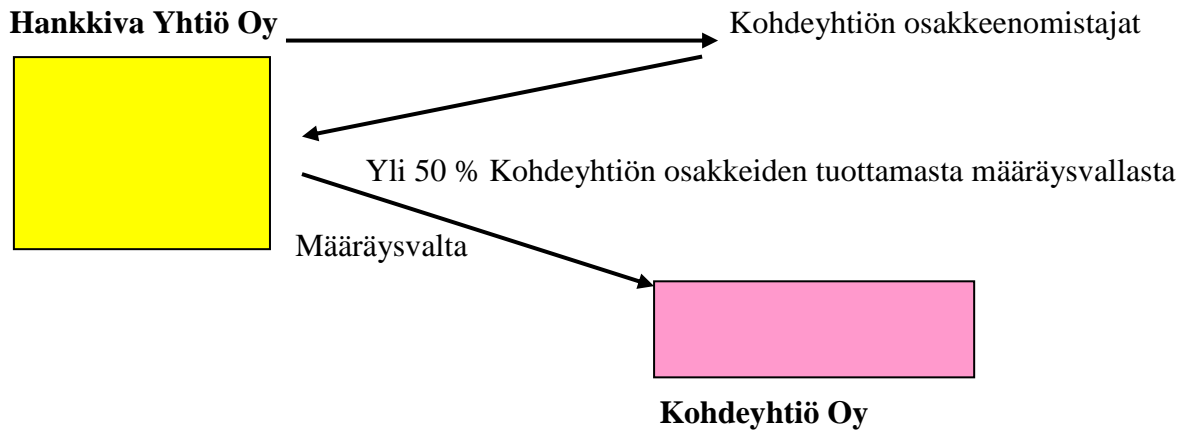 Hankkiva Yhtiö Oy
Kohdeyhtiön osakkeenomistajat
Yli 50 % Kohdeyhtiön osakkeiden tuottamasta määräysvallasta
Määräysvalta
Kohdeyhtiö Oy